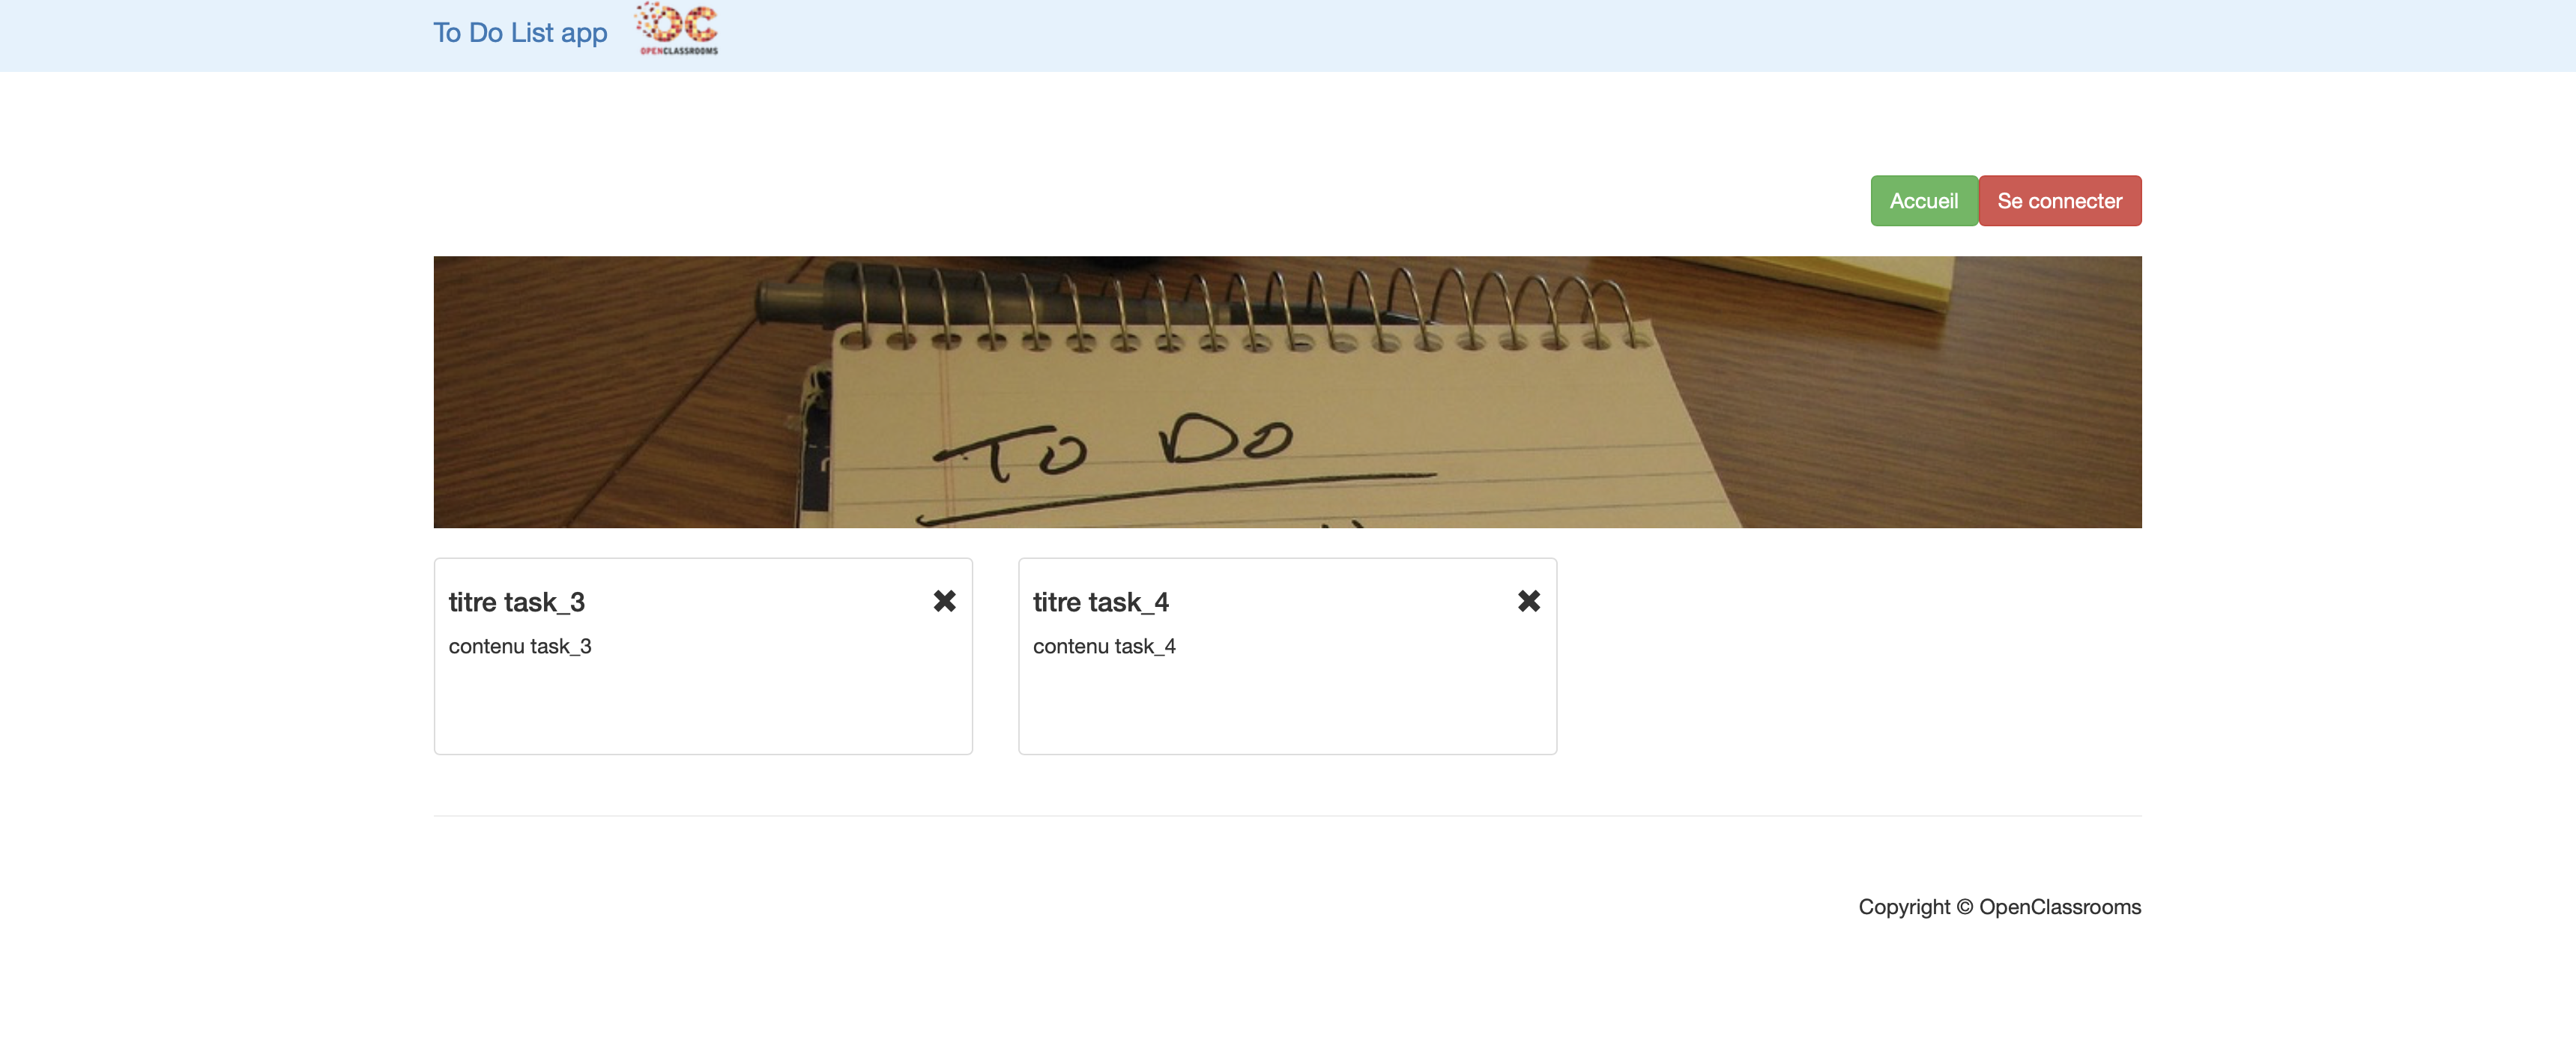 To Do List app
OC
OPENCLASSROOMS
Accueil
Se connecter
To Do
titre task_3
contenu task_3
titre task_4
contenu task_4
Copyright © OpenClassrooms